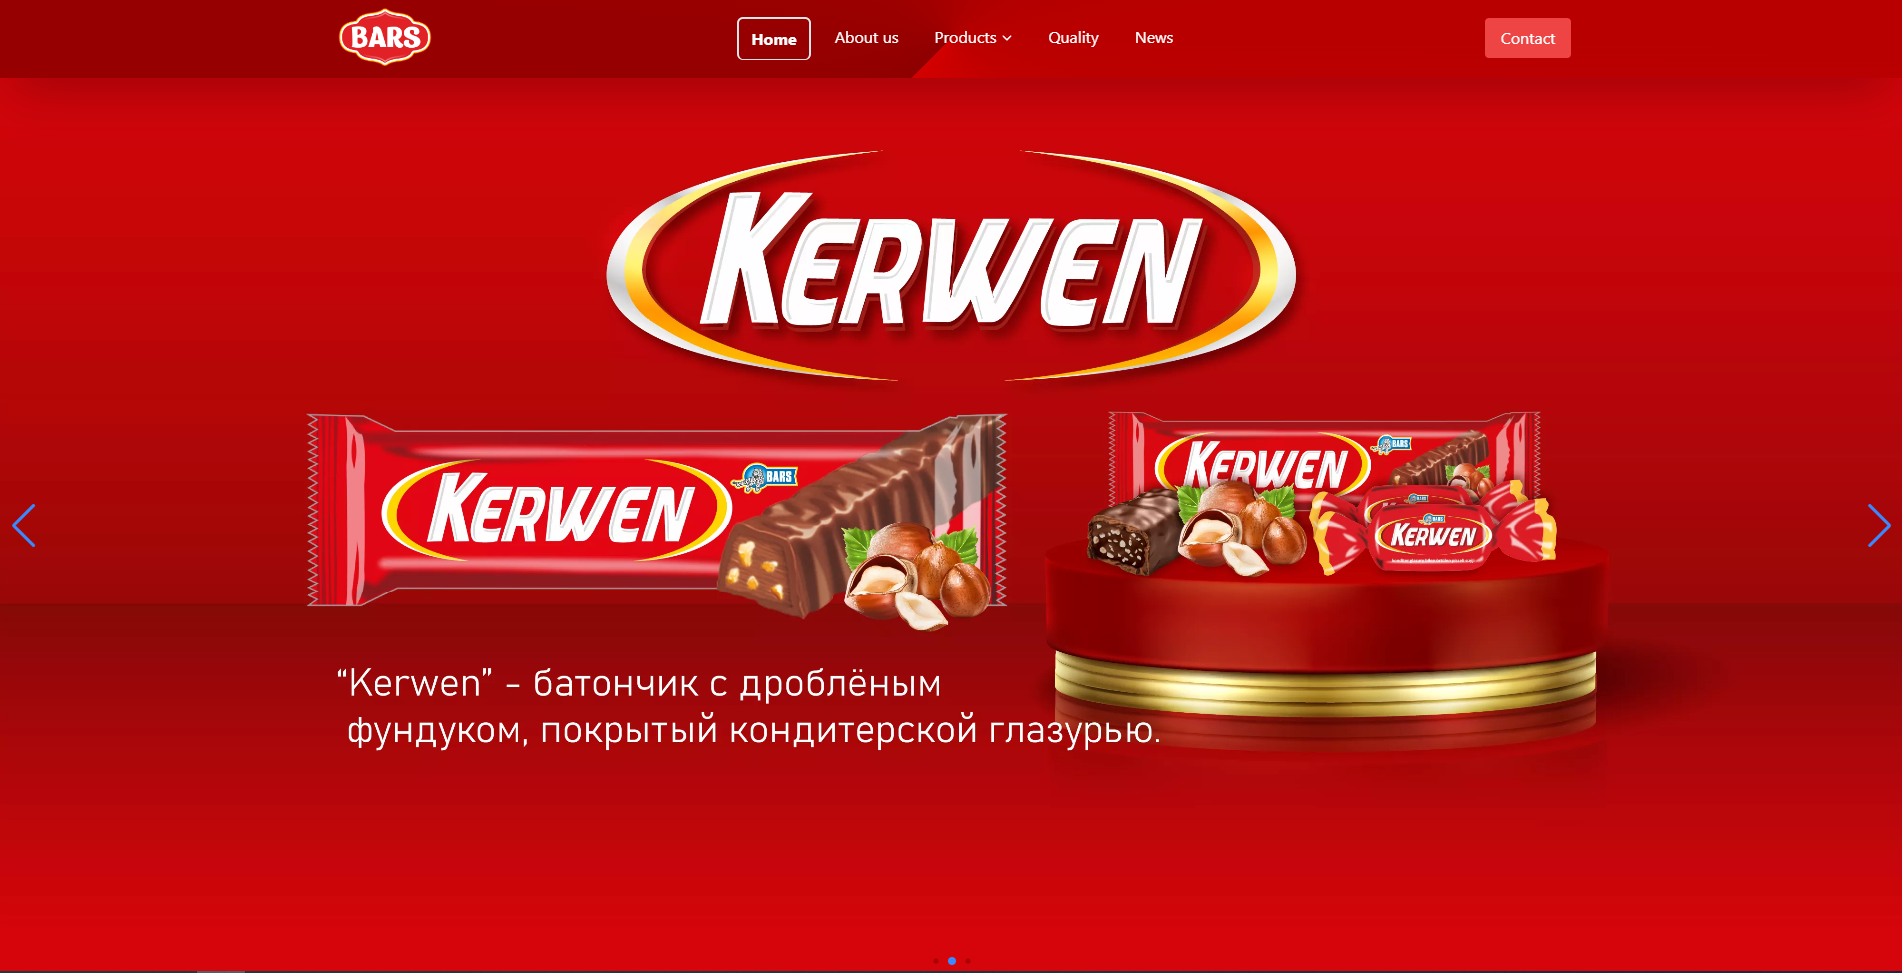 BARS
Home
About us
Products
Quality
News
Contact
KERWEN
KERWEN
BARS
KERWEN
BARS
BARS
KERWEN
“Kerwen” - батончик с дроблёным
фундуком, покрытый кондитерской глазурью.